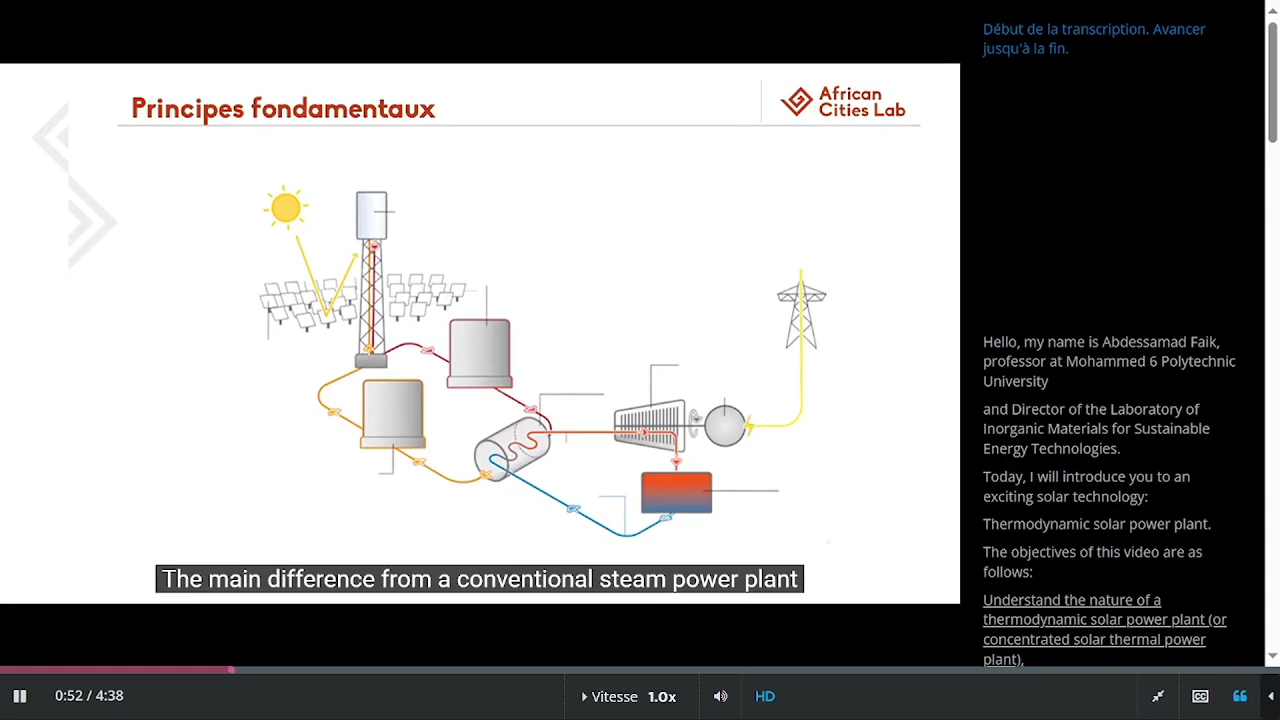 Principes fondamentaux
African
Cities Lab
The main difference from a conventional steam power plant
Début de la transcription. Avancer
jusqu'à la fin.
Hello, my name is Abdessamad Faik,
professor at Mohammed 6 Polytechnic
University
and Director of the Laboratory of
Inorganic Materials for Sustainable
Energy Technologies.
Today, I will introduce you to an
exciting solar technology:
Thermodynamic solar power plant.
The objectives of this video are as
follows:
Understand the nature of a
thermodynamic solar power plant (or
concentrated solar thermal power
plant),
0:52 / 4:38
Vitesse 1.0x
HD
CC